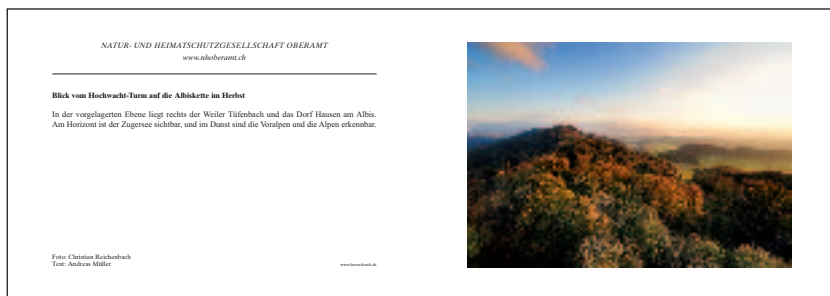 NATUR- UND HEIMATSCHUTZGESELLSCHAFT OBERAMT
www.nhoberamt.ch
Blick vom Hochwacht-Turm auf die Albiskette im Herbst
In der vorgelagerten Ebene liegt rechts der Weiler Tüfenbach und das Dorf Hausen am Albis.
Am Horizont ist der Zugersee sichtbar, und im Dunst sind die Voralpen und die Alpen erkennbar.
Foto: Christian Reichenbach
Text: Andreas Müller